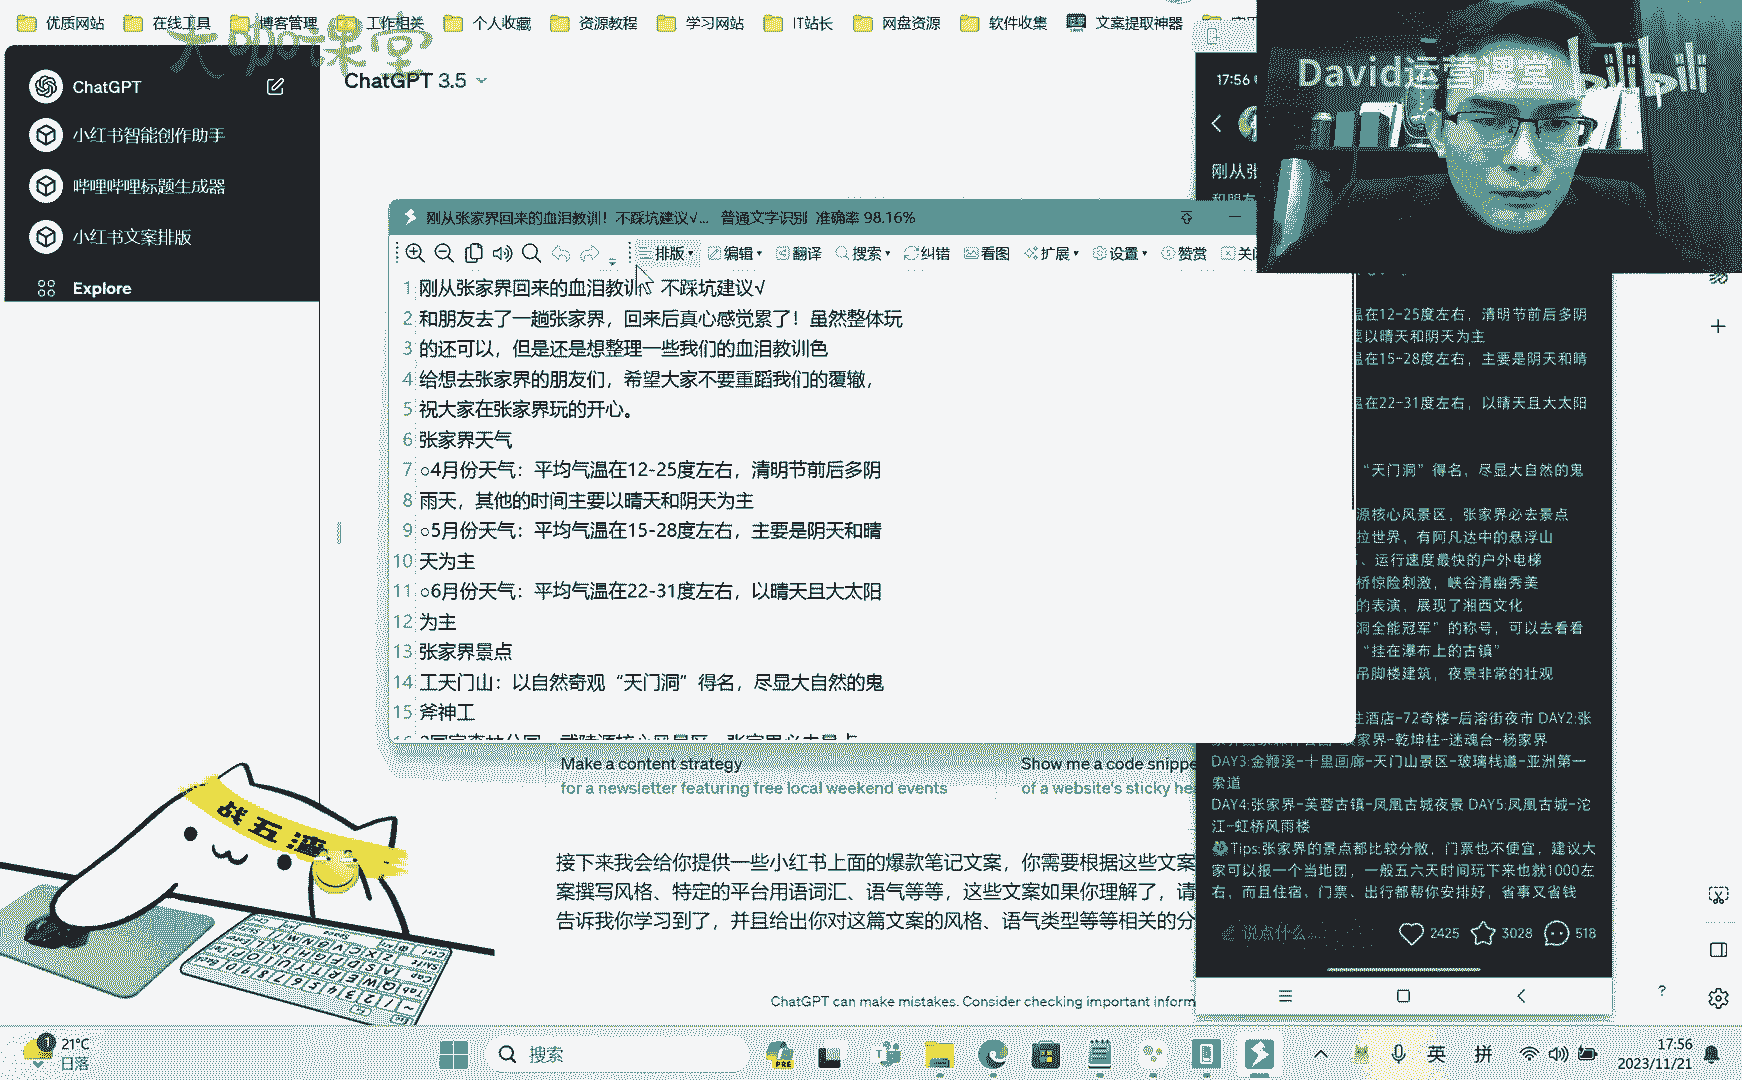 优质网站
在线工具
博客管理
工作相关
个人收藏
资源教程
学习网站
IT站长
网盘资源
软件收集
文案提取神器
大咖课堂
David运营课堂
bilibili
ChatGPT
小红书智能创作助手
哔哩哔哩标题生成器
小红书文案排版
Explore
ChatGPT 3.5
刚从张家界回来的血泪教训！不踩坑建议√... 普通文字识别 准确率 98.16%
排版 编辑 翻译 搜索 纠错 看图 扩展 设置 赞赏 关闭
1 刚从张家界回来的血泪教训 不踩坑建议√
2 和朋友去了一趟张家界，回来后真心感觉累了！虽然整体玩
3 的还可以，但是还是想整理一些我们的血泪教训色
4 给想去张家界的朋友们，希望大家不要重蹈我们的覆辙，
5 祝大家在张家界玩的开心。
6 张家界天气
7 ○4月份天气：平均气温在12-25度左右，清明节前后多阴
8 雨天，其他的时间主要以晴天和阴天为主
9 ○5月份天气：平均气温在15-28度左右，主要是阴天和晴
10 天为主
11 ○6月份天气：平均气温在22-31度左右，以晴天且大太阳
12 为主
13 张家界景点
14 工天门山：以自然奇观“天门洞”得名，尽显大自然的鬼
15 斧神工
Make a content strategy
for a newsletter featuring free local weekend events
Show me a code snippe
of a website's sticky he
接下来我会给你提供一些小红书上面的爆款笔记文案，你需要根据这些文案
案撰写风格、特定的平台用语词汇、语气等等，这些文案如果你理解了，请
告诉我你学习到了，并且给出你对这篇文案的风格、语气类型等等相关的分
ChatGPT can make mistakes. Consider checking important inform
17:56
刚从张
温在12-25度左右，清明节前后多阴
要以晴天和阴天为主
温在15-28度左右，主要是阴天和晴
温在22-31度左右，以晴天且大太阳
“天门洞”得名，尽显大自然的鬼
源核心风景区，张家界必去景点
拉世界，有阿凡达中的悬浮山
、运行速度最快的户外电梯
桥惊险刺激，峡谷清幽秀美
的表演，展现了湘西文化
洞全能冠军”的称号，可以去看看
“挂在瀑布上的古镇”
吊脚楼建筑，夜景非常的壮观
住酒店-72奇楼-后溶街夜市 DAY2:张
家界-乾坤柱-迷魂台-杨家界
DAY3:金鞭溪-十里画廊-天门山景区-玻璃栈道-亚洲第一
索道
DAY4:张家界-芙蓉古镇-凤凰古城夜景 DAY5:凤凰古城-沱
江-虹桥风雨楼
Tips:张家界的景点都比较分散，门票也不便宜，建议大
家可以报一个当地团，一般五六天时间玩下来也就1000左
右，而且住宿、门票、出行都帮你安排好，省事又省钱
说点什么...
2425
3028
518
战五渣
21°C
日落
搜索
PRE
英
拼
17:56
2023/11/21